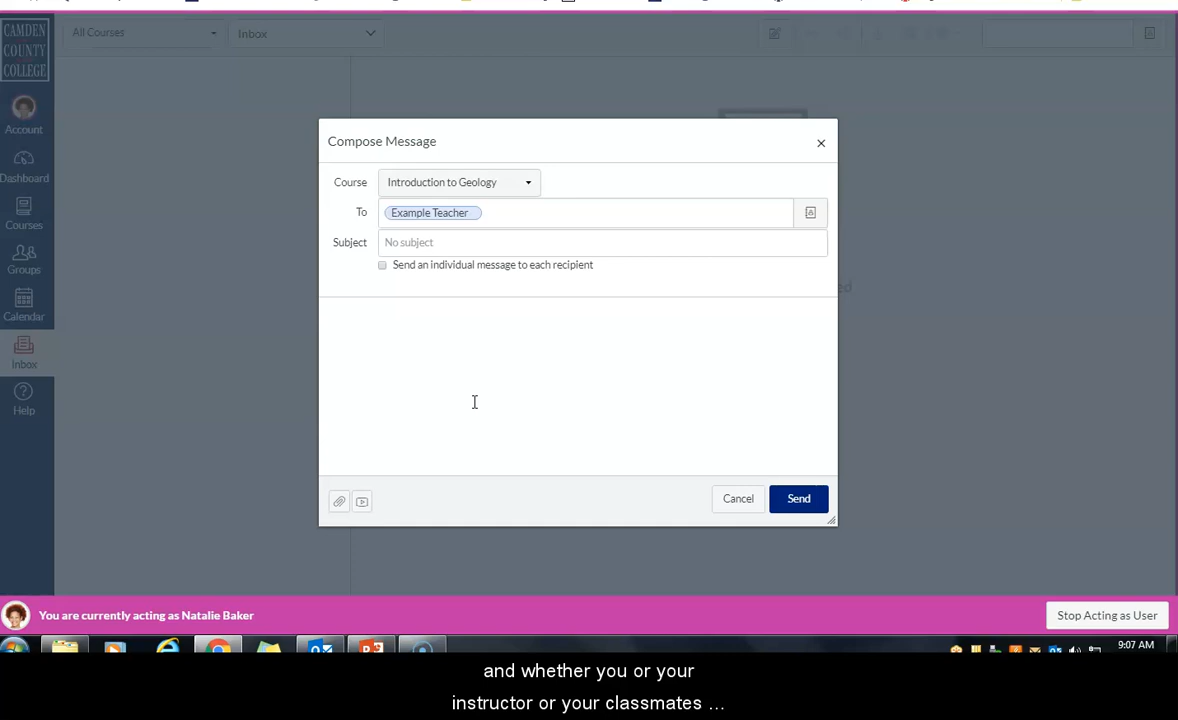 CAMDEN
COUNTY
COLLEGE
All Courses
Inbox
Account
Dashboard
Courses
Groups
Calendar
Inbox
Help
Compose Message
×
Course
Introduction to Geology
To
Example Teacher
Subject
No subject
Send an individual message to each recipient
Cancel
Send
You are currently acting as Natalie Baker
Stop Acting as User
9:07 AM
and whether you or your
instructor or your classmates ...